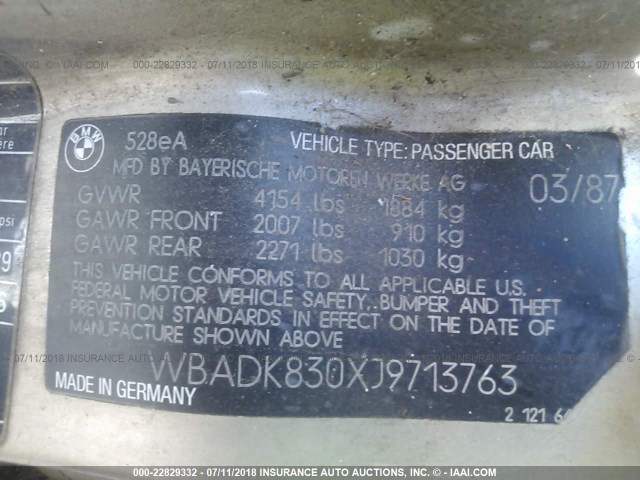 000-22829332 - 07/11/2018 INSURANCE AUTO AUCTIONS, INC. - © - IAAI.COM
BMW
528eA VEHICLE TYPE: PASSENGER CAR
MFD BY BAYERISCHE MOTOREN WERKE AG 03/87
GVWR 4154 lbs 1884 kg
GAWR FRONT 2007 lbs 910 kg
GAWR REAR 2271 lbs 1030 kg
THIS VEHICLE CONFORMS TO ALL APPLICABLE U.S.
FEDERAL MOTOR VEHICLE SAFETY, BUMPER AND THEFT
PREVENTION STANDARDS IN EFFECT ON THE DATE OF
MANUFACTURE SHOWN ABOVE
WBADK830XJ9713763
MADE IN GERMANY
2 121
000-22829332 - 07/11/2018 INSURANCE AUTO AUCTIONS, INC. - © - IAAI.COM